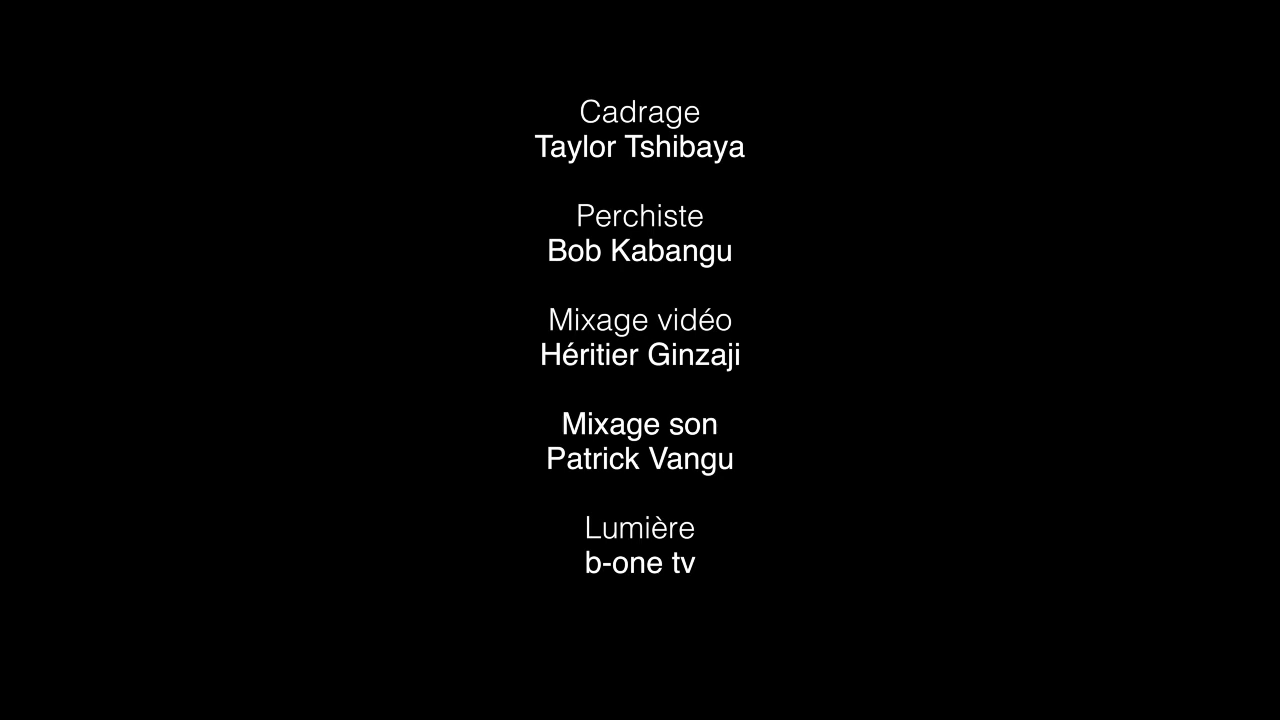 Cadrage
Taylor Tshibaya
Perchiste
Bob Kabangu
Mixage vidéo
Héritier Ginzaji
Mixage son
Patrick Vangu
Lumière
b-one tv